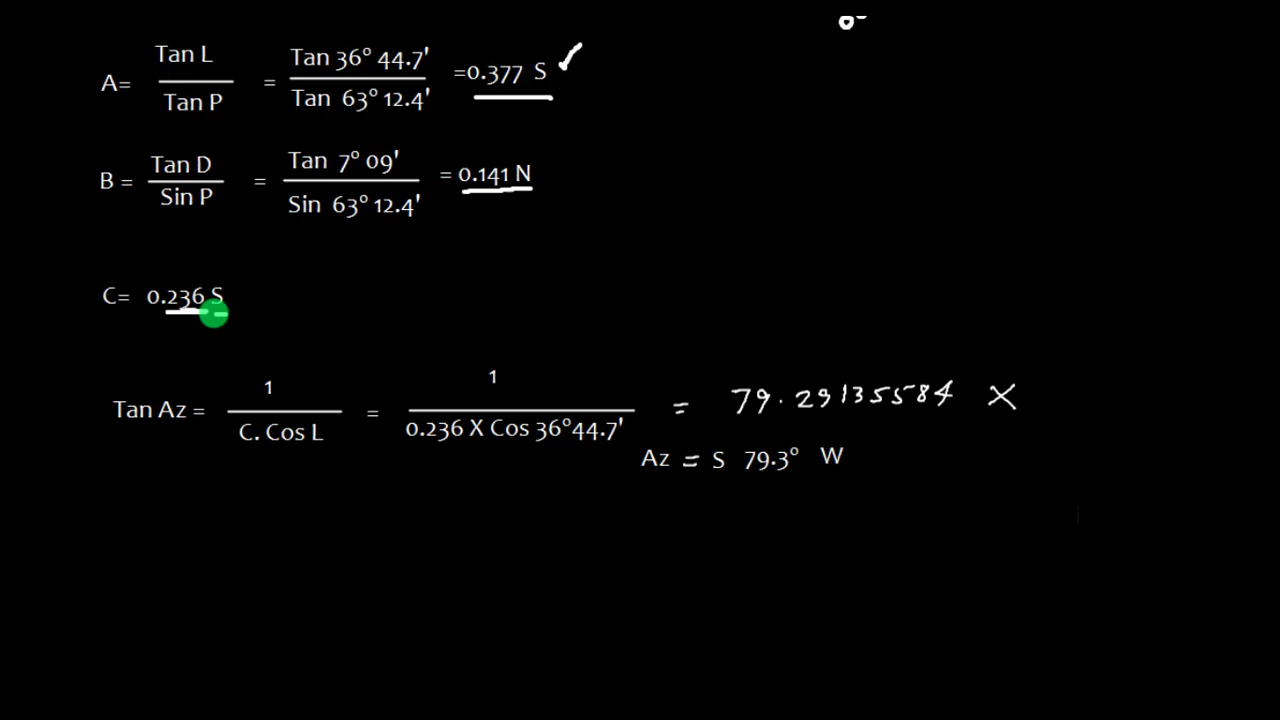 8°
A= Tan L / Tan P = Tan 36° 44.7' / Tan 63° 12.4' =0.377 S ✓
B = Tan D / Sin P = Tan 7° 09' / Sin 63° 12.4' = 0.141 N
C= 0.236 S
Tan Az = 1 / C. Cos L = 1 / 0.236 X Cos 36°44.7' = 79.29135584 X
Az = S 79.3° W